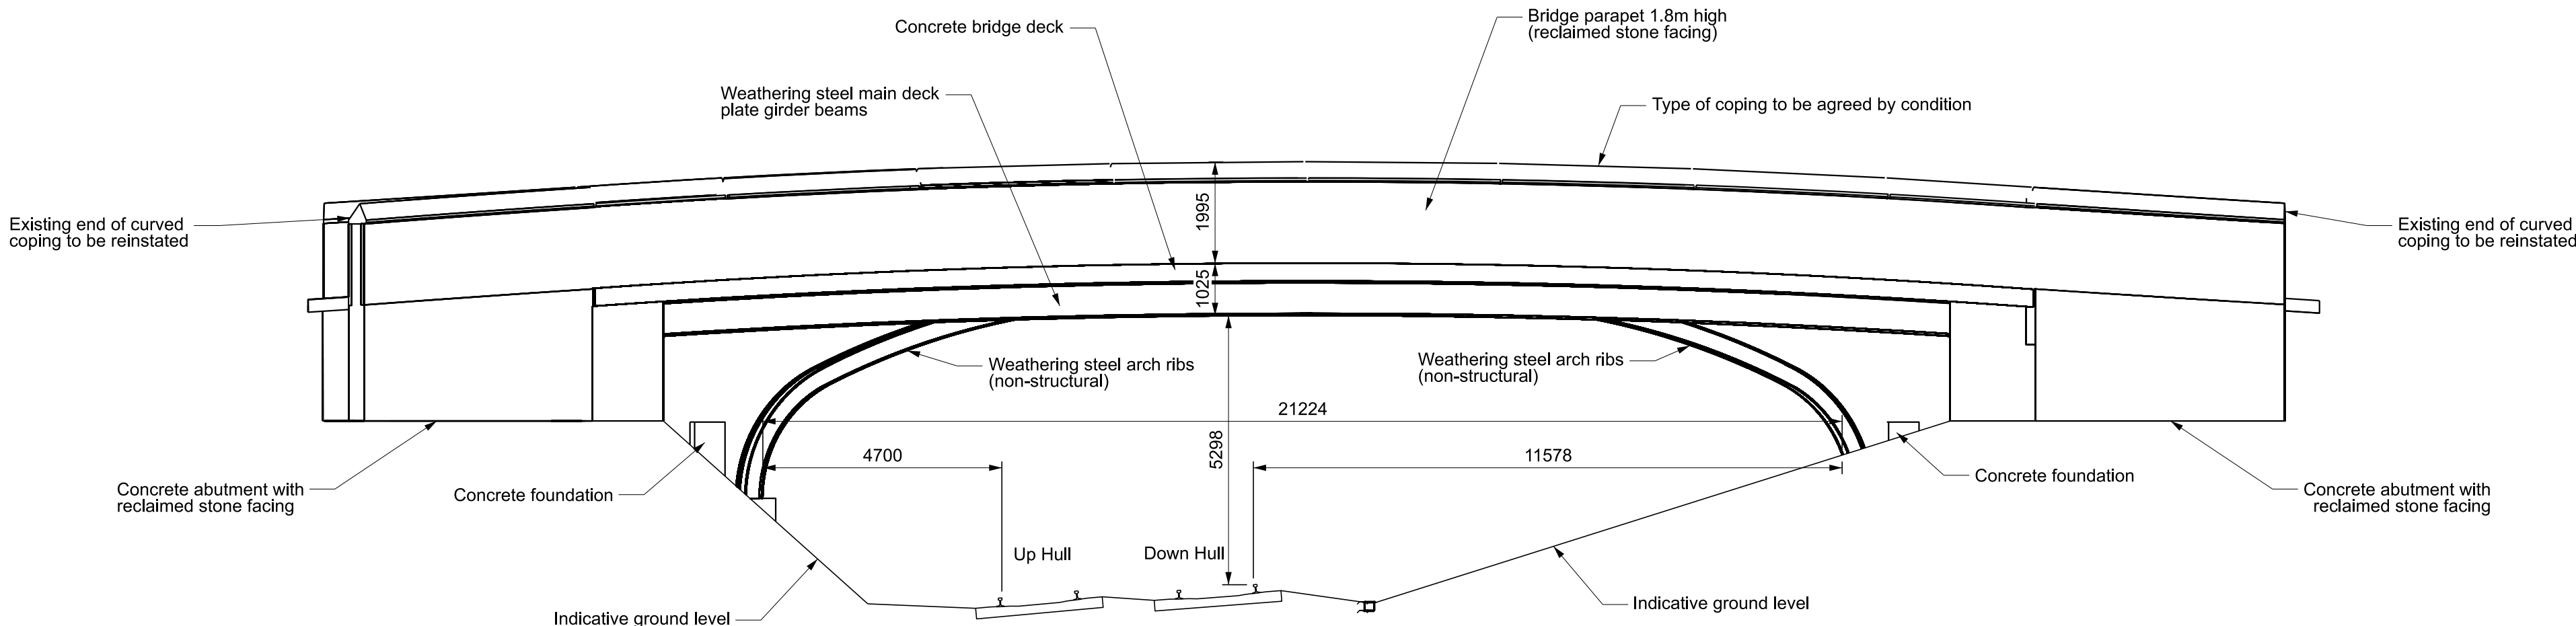 Bridge parapet 1.8m high
(reclaimed stone facing)
Concrete bridge deck
Weathering steel main deck
plate girder beams
Type of coping to be agreed by condition
Existing end of curved
coping to be reinstated
1995
Existing end of curved
coping to be reinstated
1025
Weathering steel arch ribs
(non-structural)
Weathering steel arch ribs
(non-structural)
21224
4700
5298
11578
Concrete abutment with
reclaimed stone facing
Concrete foundation
Concrete foundation
Concrete abutment with
reclaimed stone facing
Up Hull
Down Hull
Indicative ground level
Indicative ground level